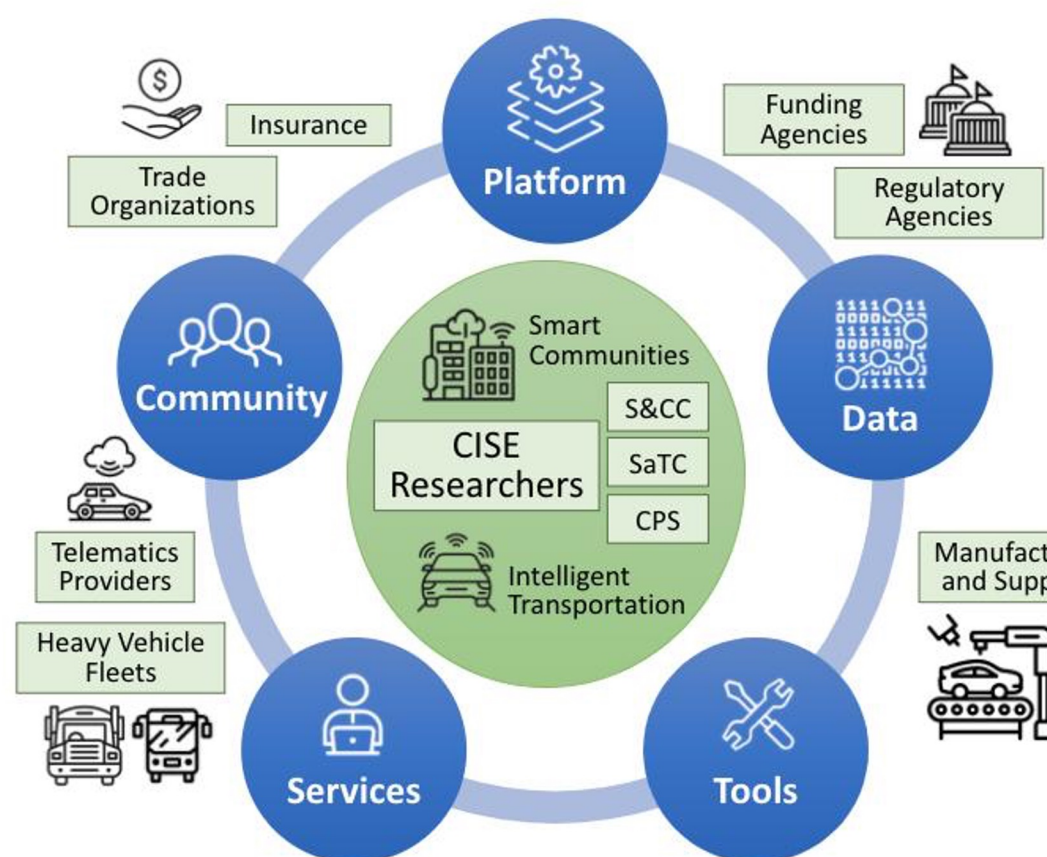 Platform
Insurance
Trade
Organizations
Funding
Agencies
Regulatory
Agencies
Community
Data
Smart
Communities
S&CC
CISE
Researchers
SaTC
CPS
Intelligent
Transportation
Telematics
Providers
Heavy Vehicle
Fleets
and
Services
Tools